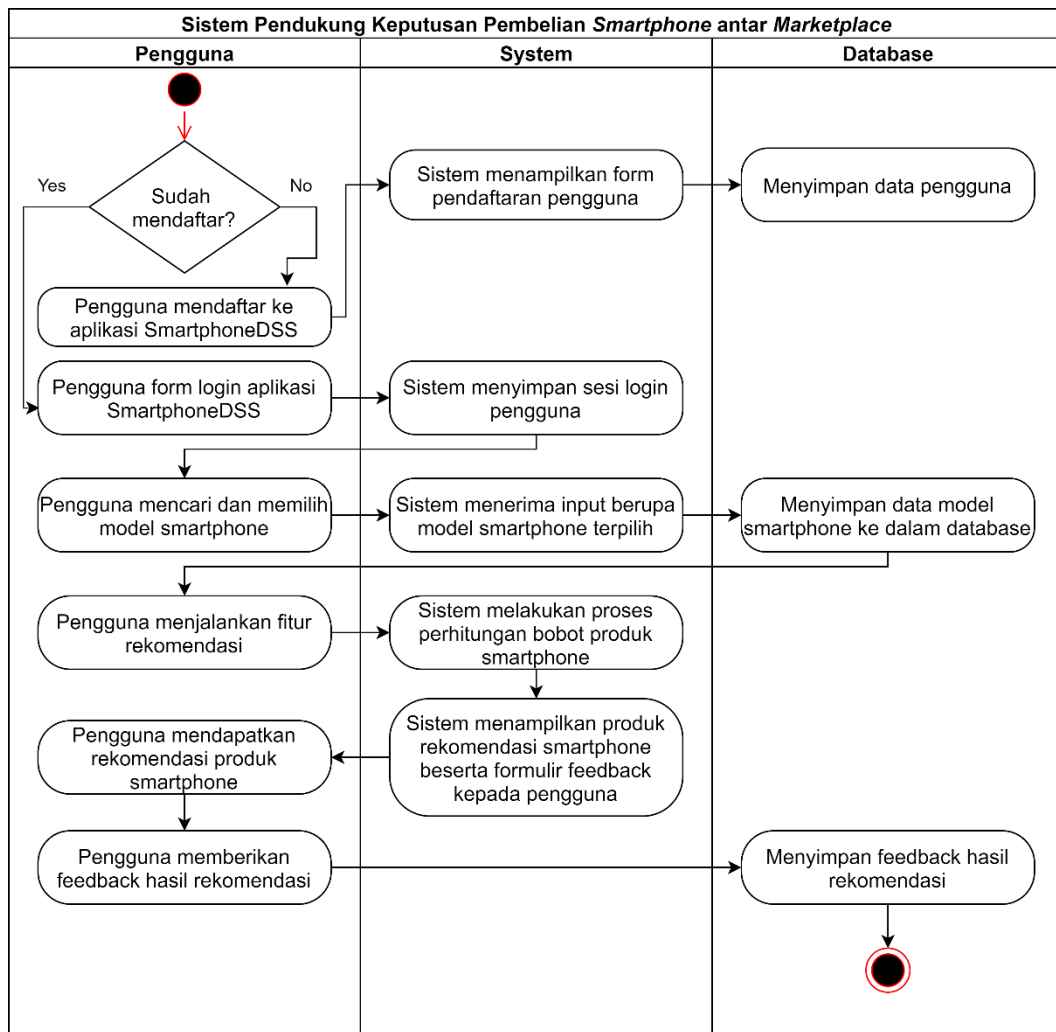 Sistem Pendukung Keputusan Pembelian Smartphone antar Marketplace
Pengguna
System
Database
Yes
Sudah
mendaftar?
No
Sistem menampilkan form
pendaftaran pengguna
Menyimpan data pengguna
Pengguna mendaftar ke
aplikasi SmartphoneDSS
Pengguna form login aplikasi
SmartphoneDSS
Sistem menyimpan sesi login
pengguna
Pengguna mencari dan memilih
model smartphone
Sistem menerima input berupa
model smartphone terpilih
Menyimpan data model
smartphone ke dalam database
Pengguna menjalankan fitur
rekomendasi
Sistem melakukan proses
perhitungan bobot produk
smartphone
Pengguna mendapatkan
rekomendasi produk
smartphone
Sistem menampilkan produk
rekomendasi smartphone
beserta formulir feedback
kepada pengguna
Pengguna memberikan
feedback hasil rekomendasi
Menyimpan feedback hasil
rekomendasi